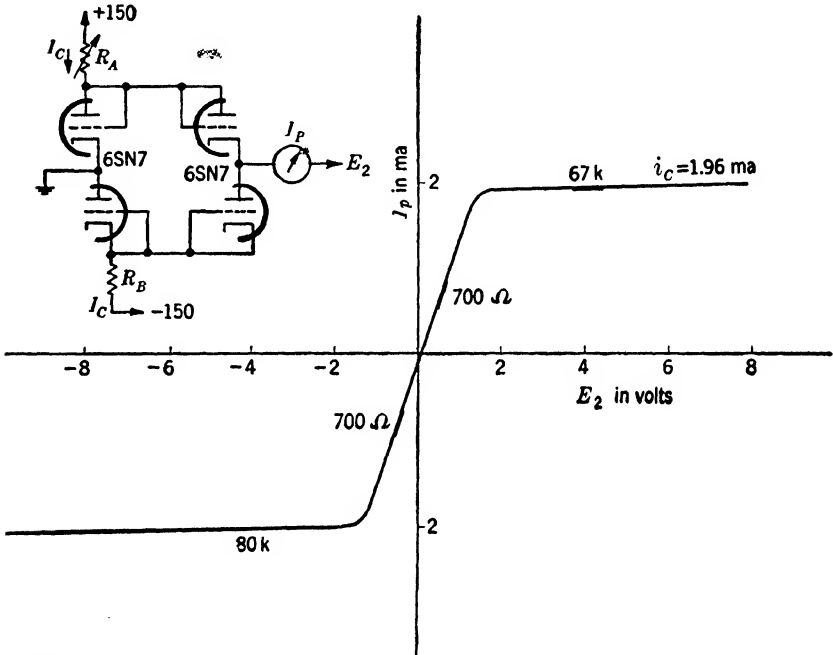 +150
I_C
R_A
I_P
6SN7
6SN7
E_2
R_B
I_C
-150
I_p in ma
2
67 k
i_c=1.96 ma
700 Ω
-8
-6
-4
-2
0
2
4
6
8
E_2 in volts
700 Ω
80 k
-2